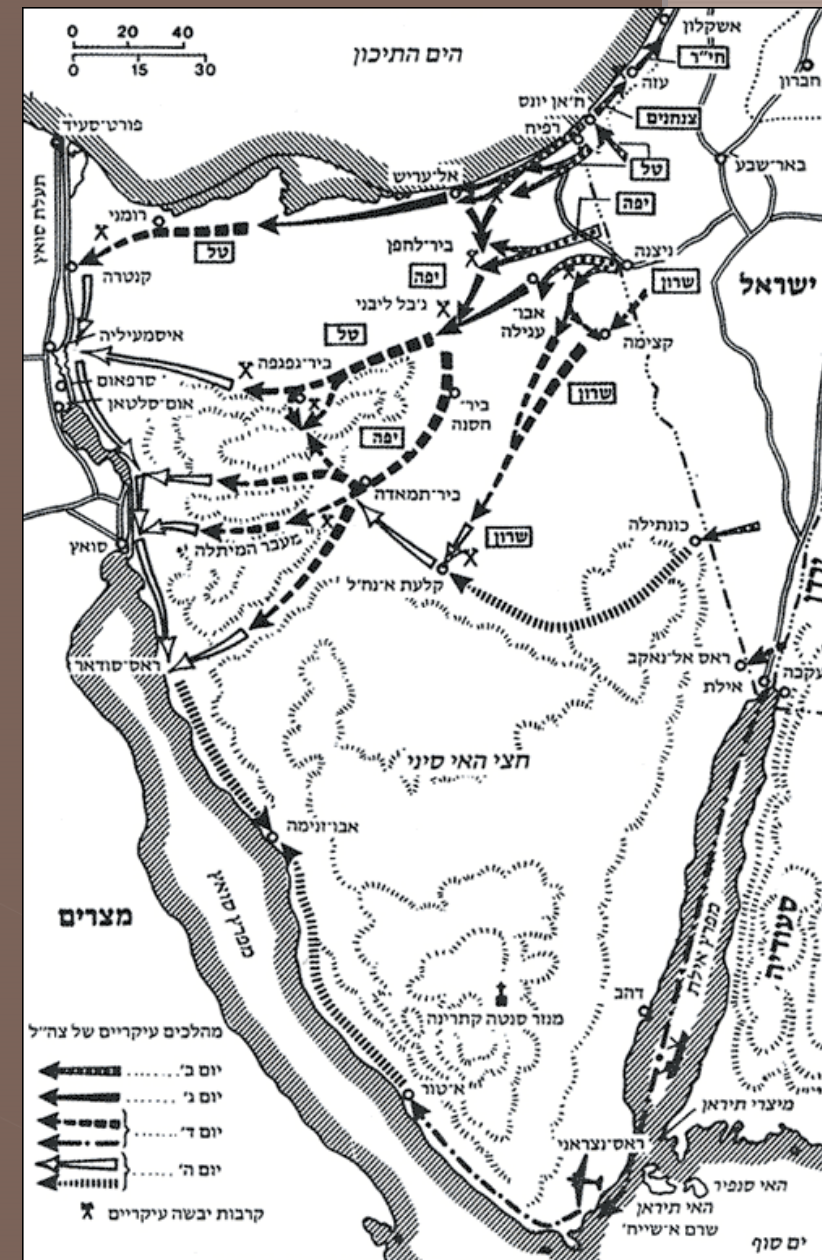 0 20 40
0 15 30
הים התיכון
אשקלון
חי"ר
עזה
חברון
ח'אן יונס
צנחנים
רפיח
פורט-סעיד
טל
באר-שבע
אל-עריש
תעלת סואץ
יפה
רומני
טל
ביר-לחפן
ניצנה
קנטרה
יפה
שרון
ישראל
ג'בל ליבני
אבו-
עגילה
איסמעיליה
טל
קצימה
ביר-גפגפה
סרפאום
שרון
ביר-
חסנה
אום-סלטאן
יפה
ביר-תמאדה
כונתילה
סואץ
מעבר המיתלה
שרון
קלעת א-נח'ל
ירדן
ראס-סודאר
ראס אל-נאקב
עקבה
אילת
חצי האי סיני
אבו-זנימה
מצרים
מפרץ סואץ
מפרץ אילת
סעודיה
דהב
מנזר סנטה קתרינה
מהלכים עיקריים של צה"ל
יום ב'........
יום ג' ........
יום ד'........
יום ה' ........
קרבות יבשה עיקריים
א-טור
מיצרי תיראן
ראס-נצראני
האי סנפיר
האי תיראן
שרם א-שייח'
ים סוף